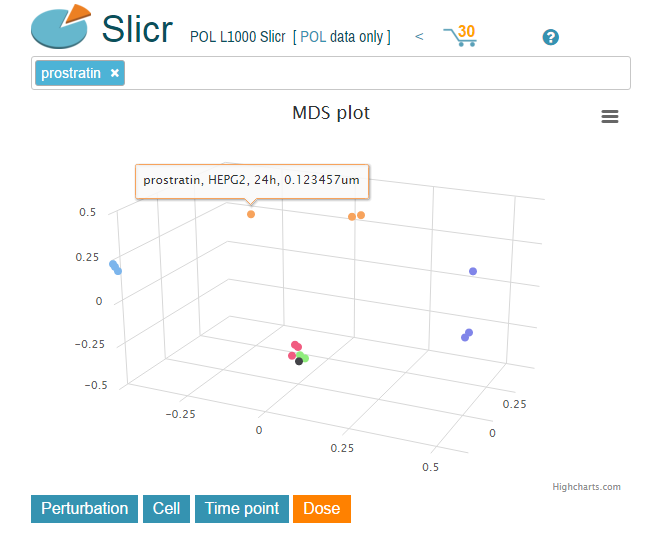 Slicr POL L1000 Slicr [ POL data only ] < 30 ?
prostratin ×
MDS plot
prostratin, HEPG2, 24h, 0.123457um
0.5
0.25
0
−0.25
−0.5
−0.25
0
0.25
0.5
0.25
0
Highcharts.com
Perturbation Cell Time point Dose